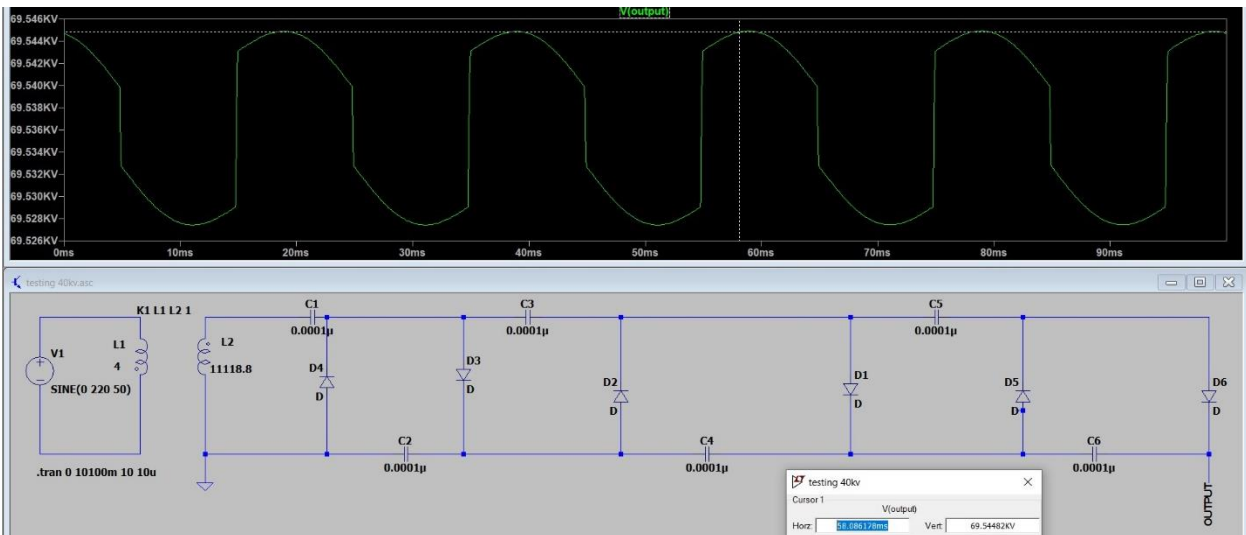 V(output)
69.546KV
69.544KV
69.542KV
69.540KV
69.538KV
69.536KV
69.534KV
69.532KV
69.530KV
69.528KV
69.526KV
0ms 10ms 20ms 30ms 40ms 50ms 60ms 70ms 80ms 90ms
testing 40kv.asc
K1 L1 L2 1
C1
0.0001µ
C3
0.0001µ
C5
0.0001µ
V1
SINE(0 220 50)
L1
4
L2
11118.8
D4
D
D3
D
D2
D
D1
D
D5
D
D6
D
C2
0.0001µ
C4
0.0001µ
C6
0.0001µ
.tran 0 10100m 10 10u
OUTPUT
testing 40kv
Cursor 1
V(output)
Horz: 58.086178ms Vert: 69.54482KV